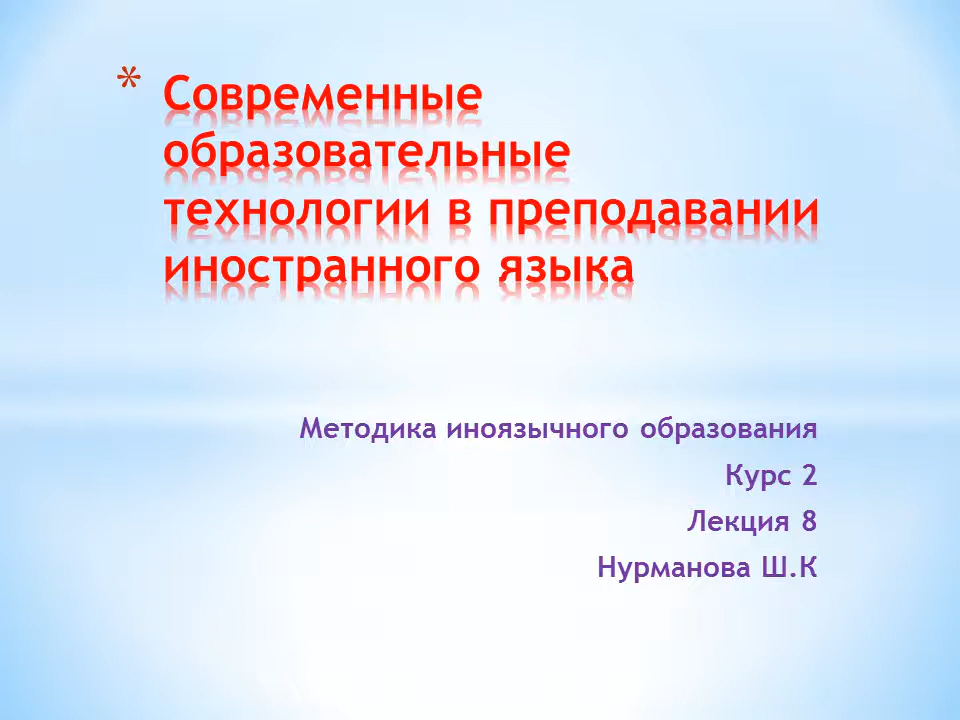 * Современные
образовательные
технологии в преподавании
иностранного языка
Методика иноязычного образования
Курс 2
Лекция 8
Нурманова Ш.К